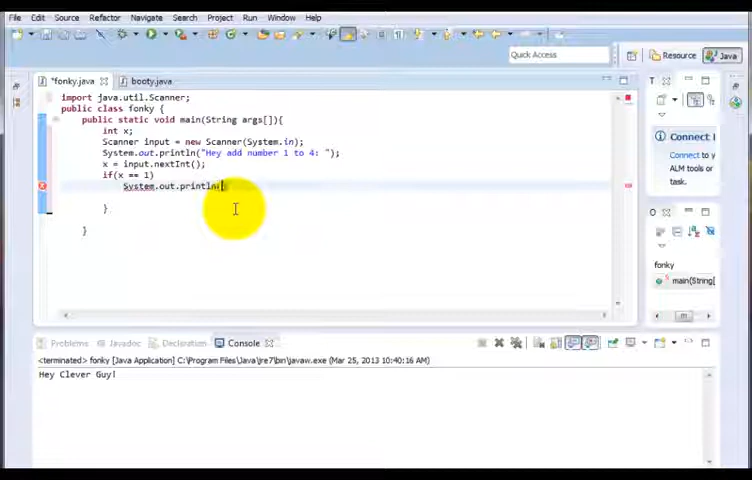 File Edit Source Refactor Navigate Search Project Run Window Help
Quick Access
Resource
Java
*fonky.java
booty.java
T
import java.util.Scanner;
public class fonky {
public static void main(String args[]){
int x;
Scanner input = new Scanner(System.in);
System.out.println("Hey add number 1 to 4: ");
x = input.nextInt();
if(x == 1)
System.out.println
}
}
Connect
Connect
ALM tools or
task.
O
fonky
main(String[
Problems
Javadoc
Declaration
Console
<terminated> fonky [Java Application] C:\Program Files\Java\jre7\bin\javaw.exe (Mar 25, 2013 10:40:16 AM)
Hey Clever Guy!